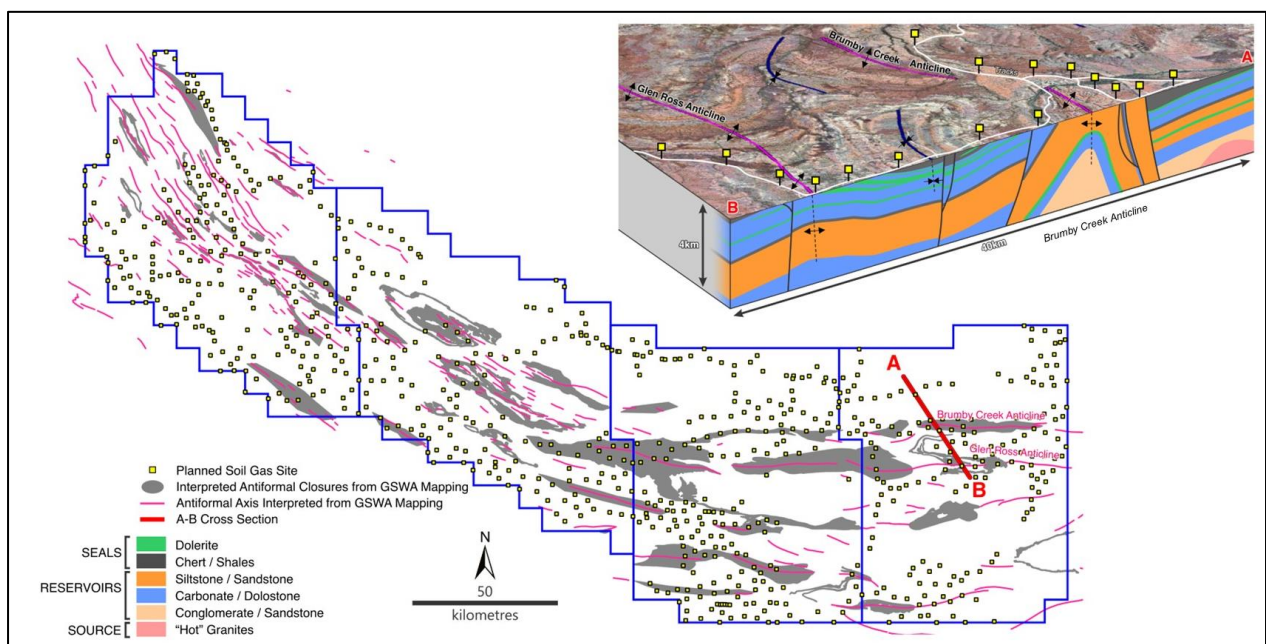 Brumby Creek Anticline
Tracks
Glen Ross Anticline
A
B
4km
40km
Brumby Creek Anticline
A
Brumby Creek Anticline
Glen Ross Anticline
B
Planned Soil Gas Site
Interpreted Antiformal Closures from GSWA Mapping
Antiformal Axis Interpreted from GSWA Mapping
A-B Cross Section
SEALS
Dolerite
Chert / Shales
RESERVOIRS
Siltstone / Sandstone
Carbonate / Dolostone
Conglomerate / Sandstone
SOURCE
"Hot" Granites
N
50
kilometres